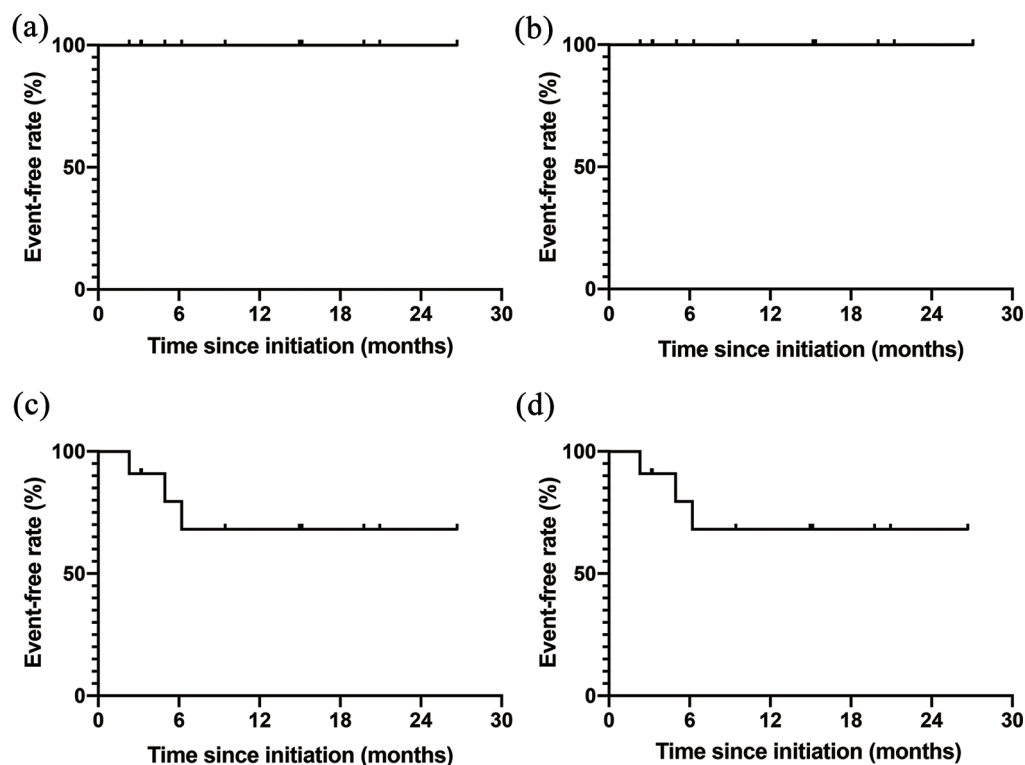 (a)
Event-free rate (%)
100
50
0
0 6 12 18 24 30
Time since initiation (months)
(b)
Event-free rate (%)
100
50
0
0 6 12 18 24 30
Time since initiation (months)
(c)
Event-free rate (%)
100
50
0
0 6 12 18 24 30
Time since initiation (months)
(d)
Event-free rate (%)
100
50
0
0 6 12 18 24 30
Time since initiation (months)